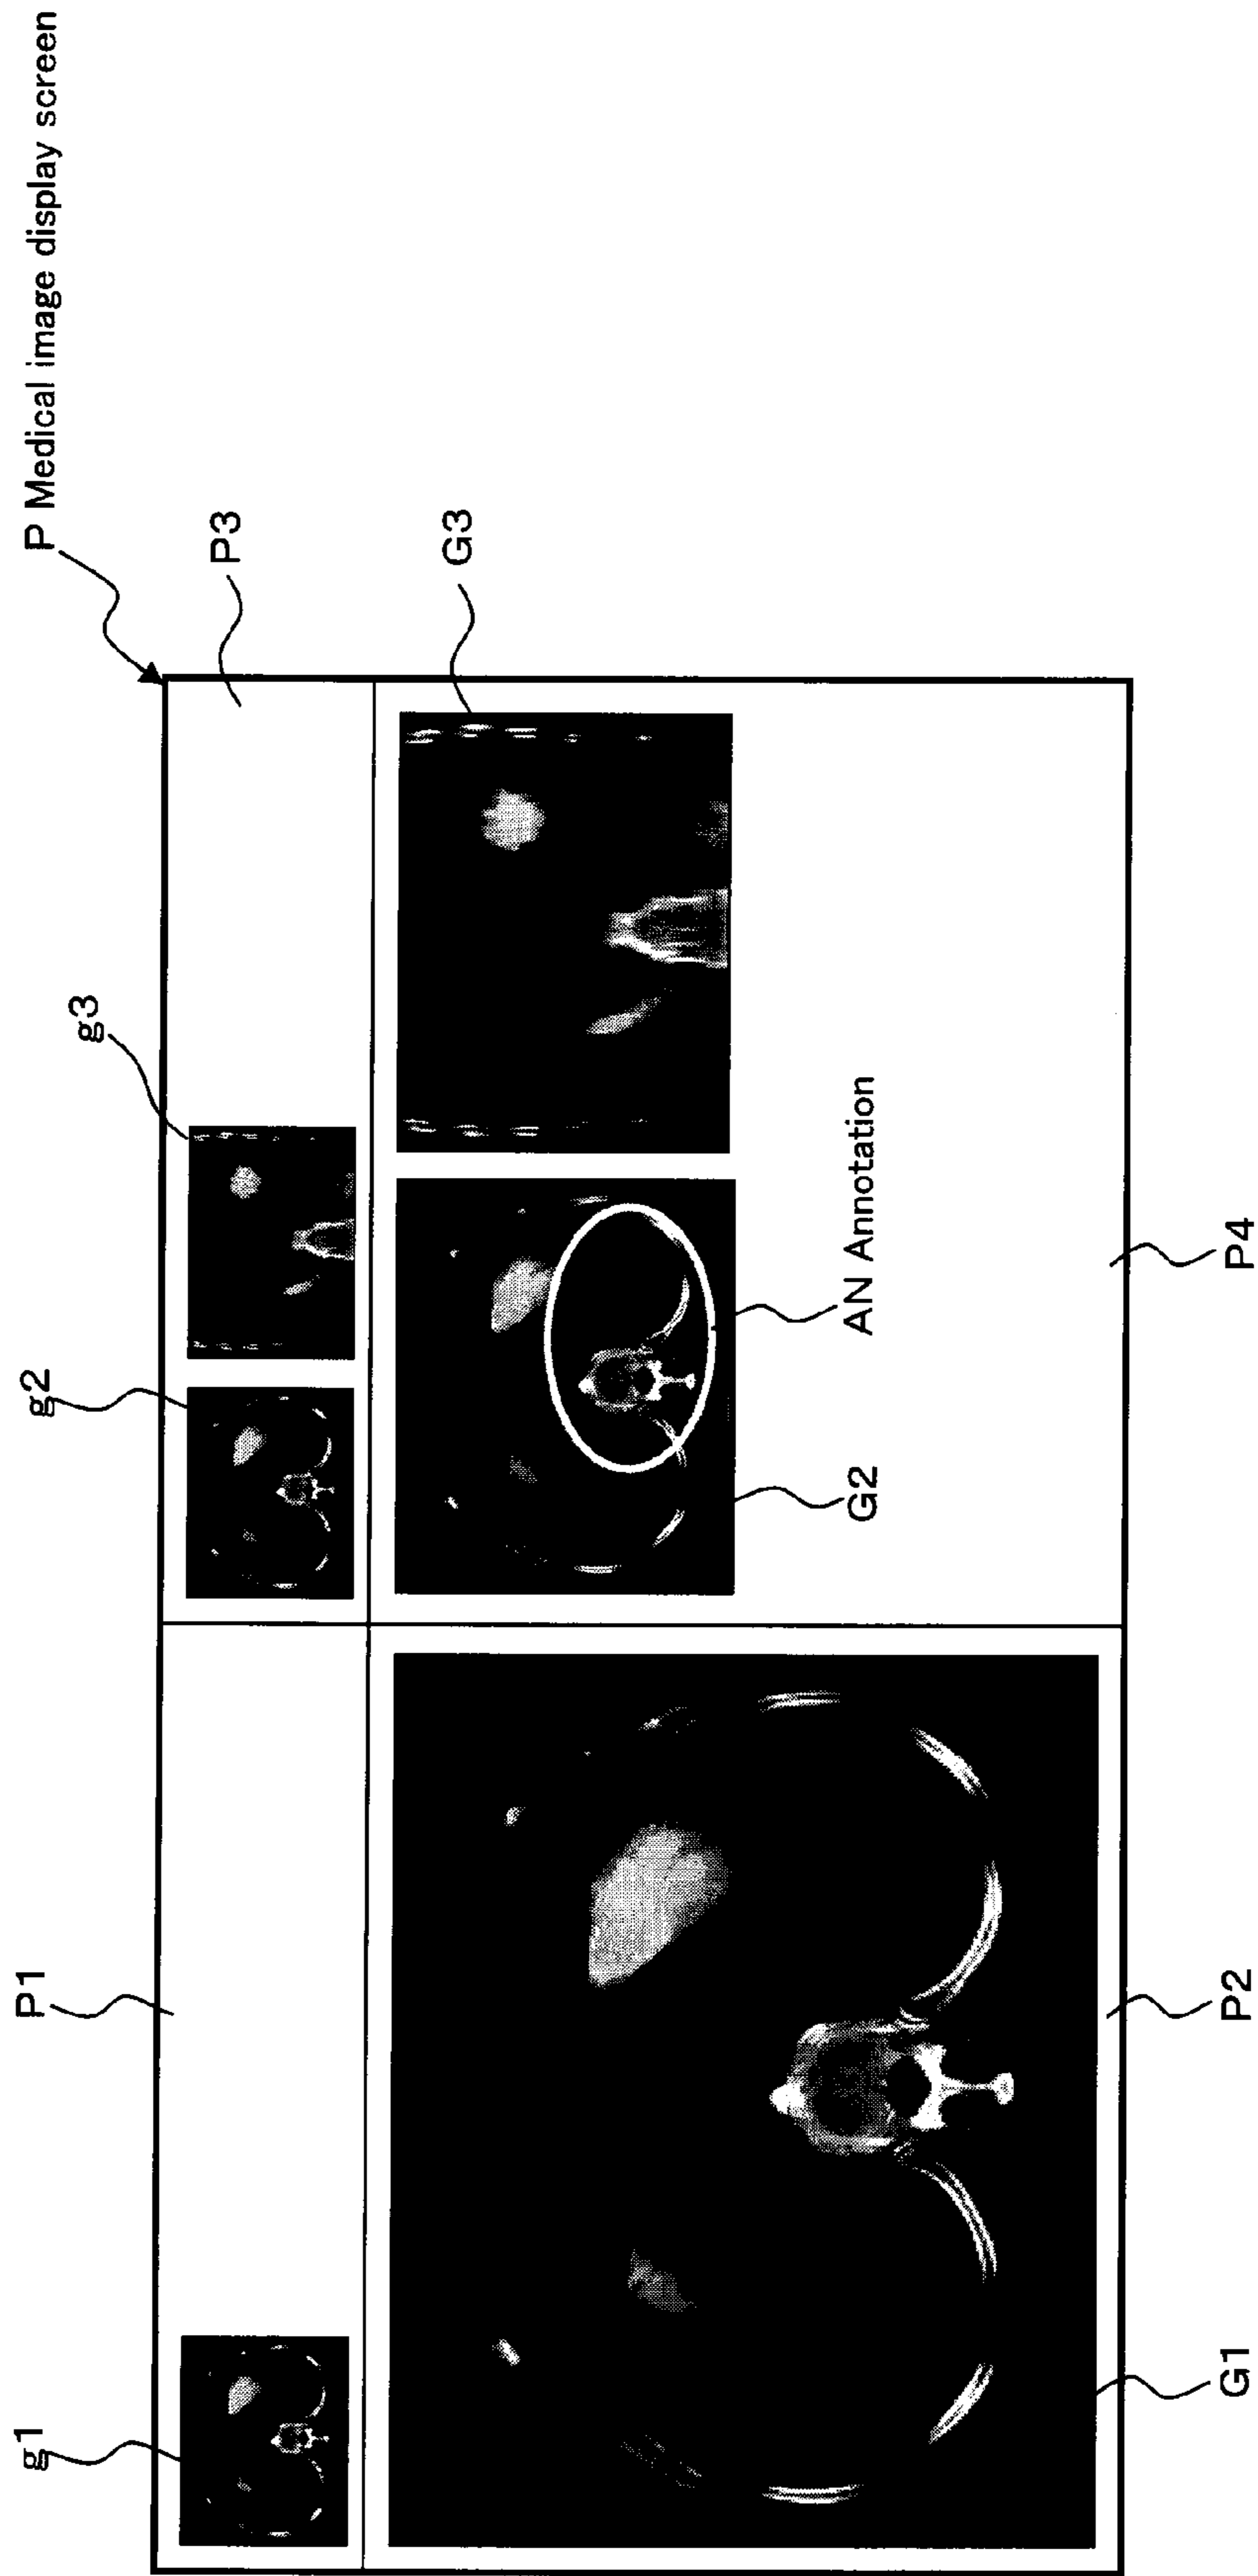 P Medical image display screen
P1
P3
g1
g2
g3
G3
AN Annotation
G2
G1
P2
P4